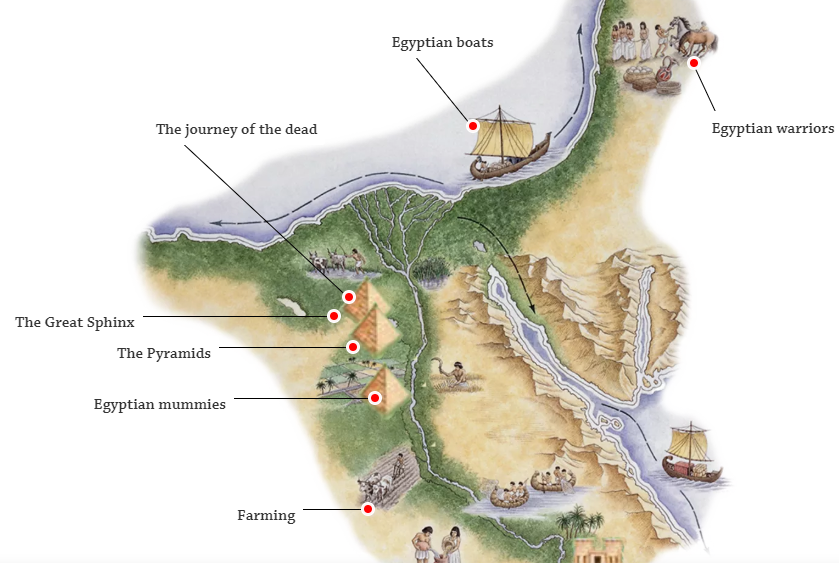 Egyptian boats
The journey of the dead
Egyptian warriors
The Great Sphinx
The Pyramids
Egyptian mummies
Farming